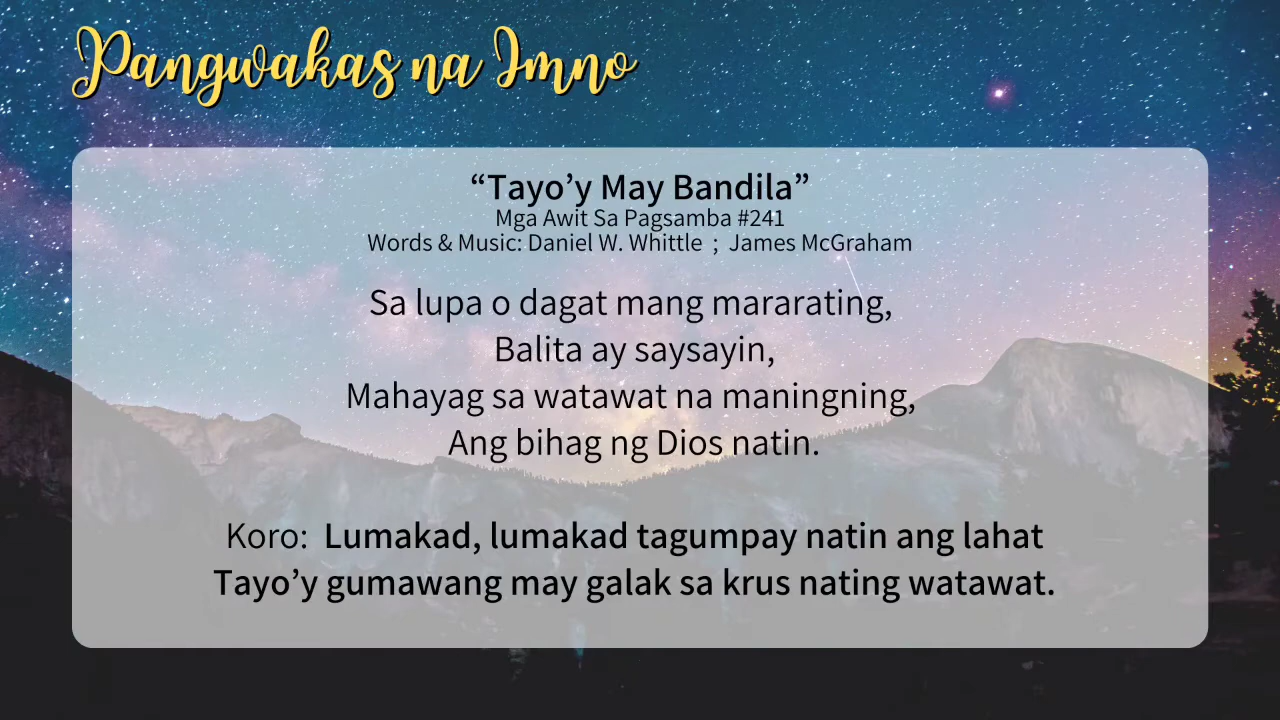 Pangwakas na Imno
“Tayo’y May Bandila”
Mga Awit Sa Pagsamba #241
Words & Music: Daniel W. Whittle ; James McGraham
Sa lupa o dagat mang mararating,
Balita ay saysayin,
Mahayag sa watawat na maningning,
Ang bihag ng Dios natin.
Koro: Lumakad, lumakad tagumpay natin ang lahat
Tayo’y gumawang may galak sa krus nating watawat.